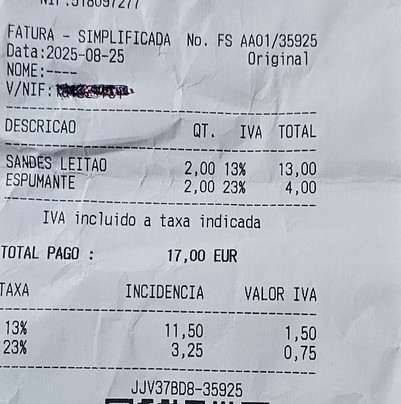 NIF:518097277
FATURA - SIMPLIFICADA No. FS AA01/35925
Data:2025-08-25 Original
NOME:----
V/NIF:
DESCRICAO QT. IVA TOTAL
SANDES LEITAO 2,00 13% 13,00
ESPUMANTE 2,00 23% 4,00
IVA incluido a taxa indicada
TOTAL PAGO : 17,00 EUR
TAXA INCIDENCIA VALOR IVA
13% 11,50 1,50
23% 3,25 0,75
JJV37BD8-35925